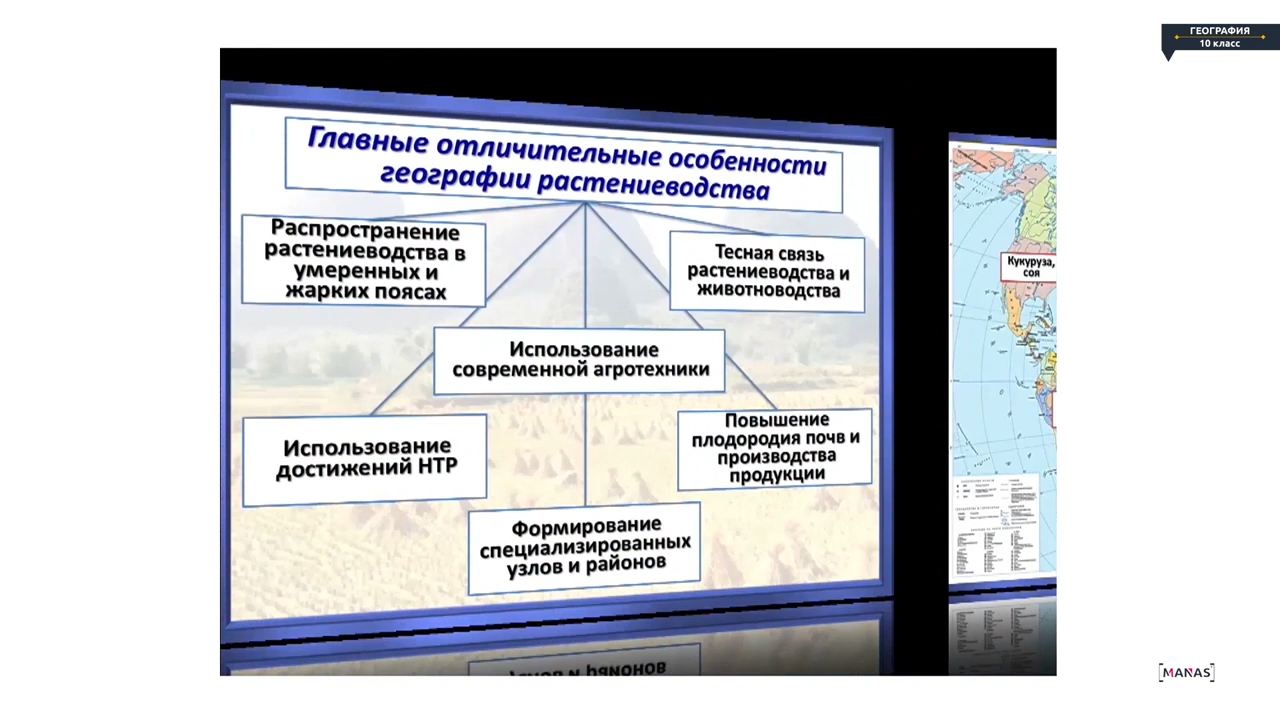 ГЕОГРАФИЯ
10 класс
Главные отличительные особенности
географии растениеводства
Распространение
растениеводства в
умеренных и
жарких поясах
Тесная связь
растениеводства и
животноводства
Использование
современной агротехники
Использование
достижений НТР
Повышение
плодородия почв и
производства
продукции
Формирование
специализированных
узлов и районов
Кукуруза,
соя
[MANAS]